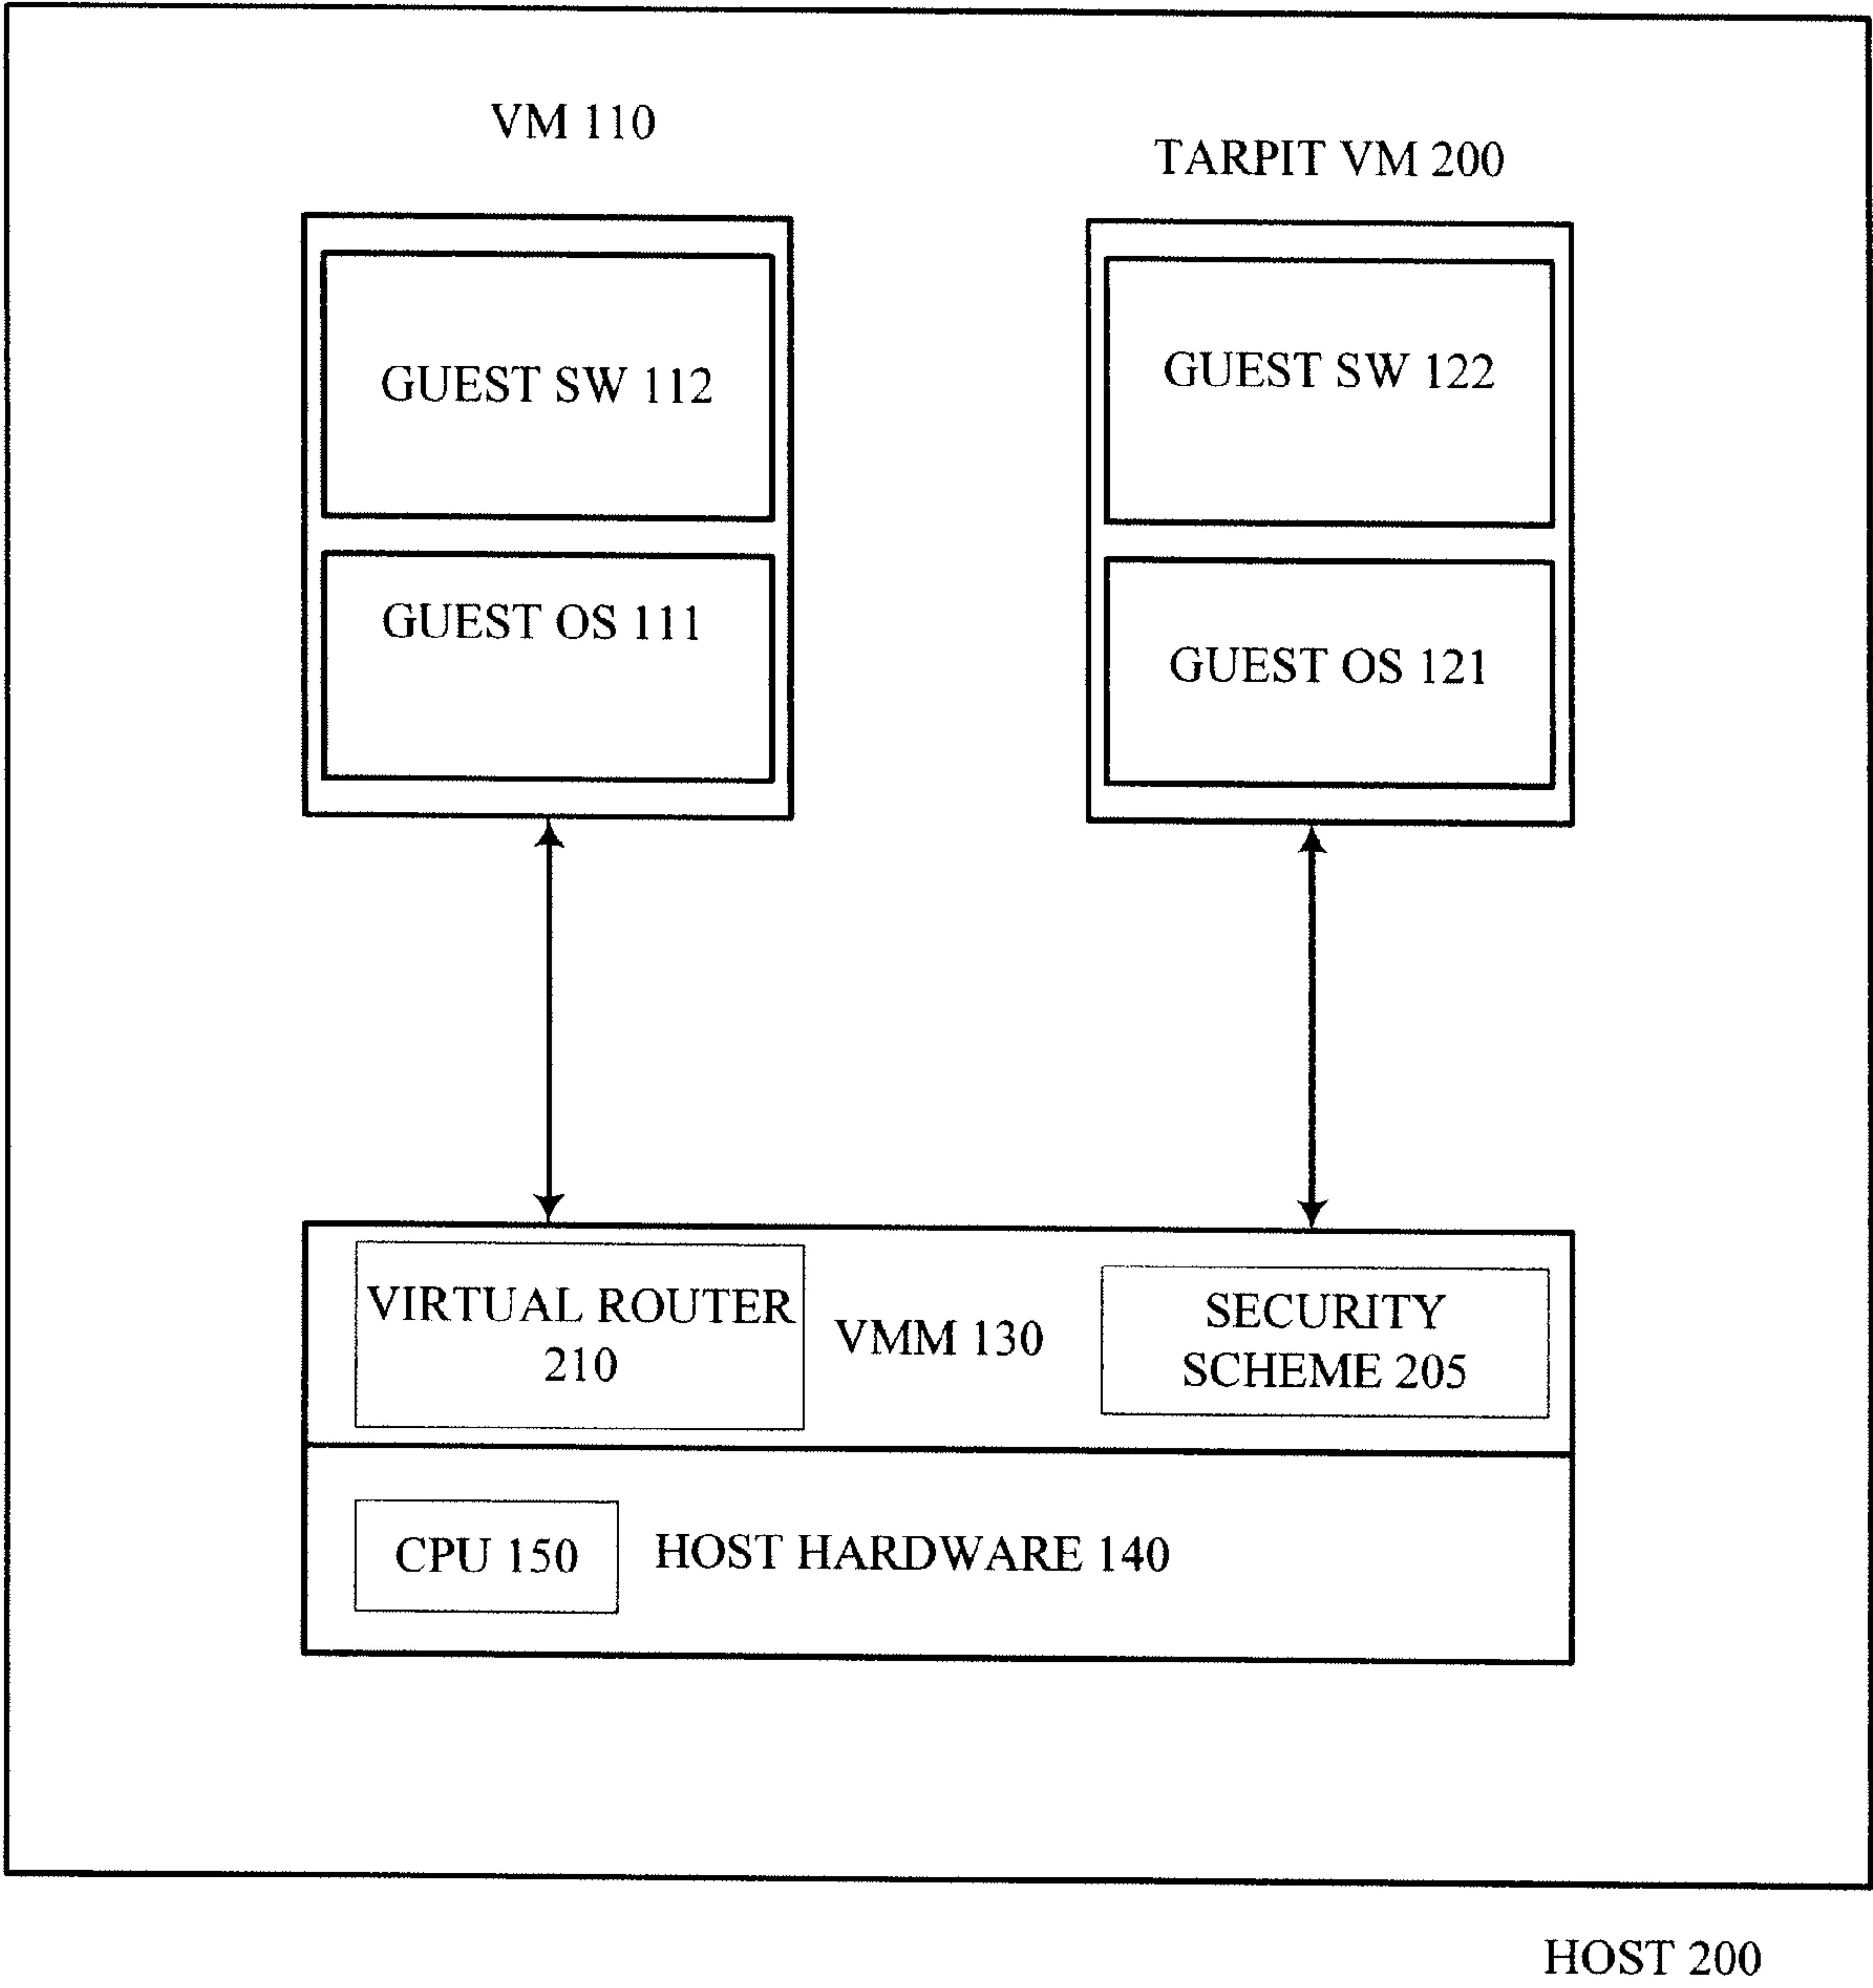 VM 110
TARPIT VM 200
GUEST SW 112
GUEST SW 122
GUEST OS 111
GUEST OS 121
VIRTUAL ROUTER
210
VMM 130
SECURITY
SCHEME 205
CPU 150
HOST HARDWARE 140
HOST 200